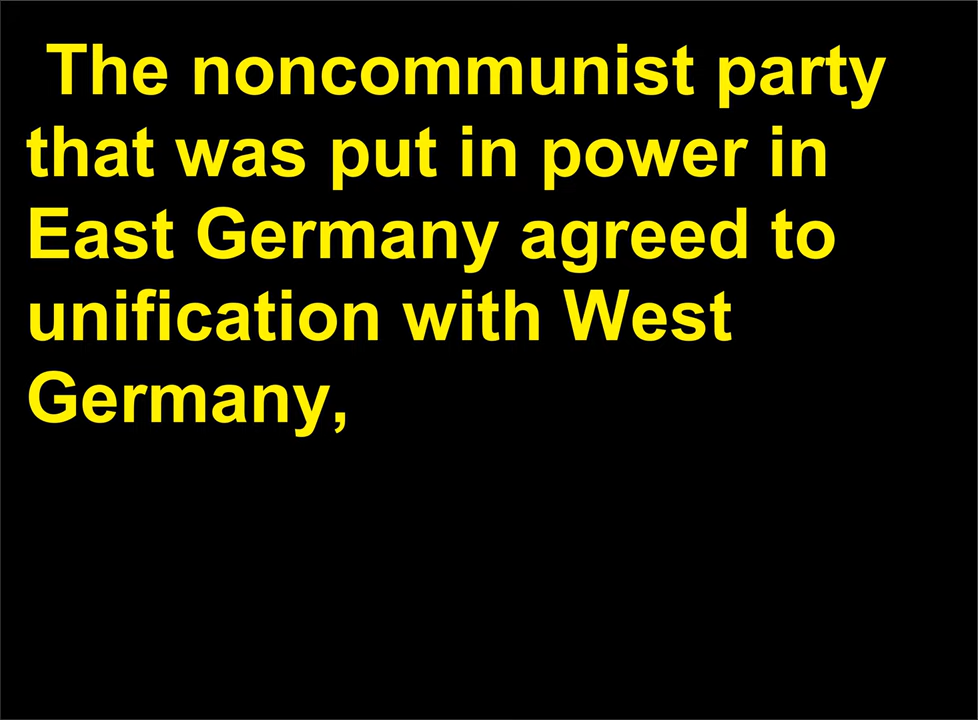 The noncommunist party
that was put in power in
East Germany agreed to
unification with West
Germany,